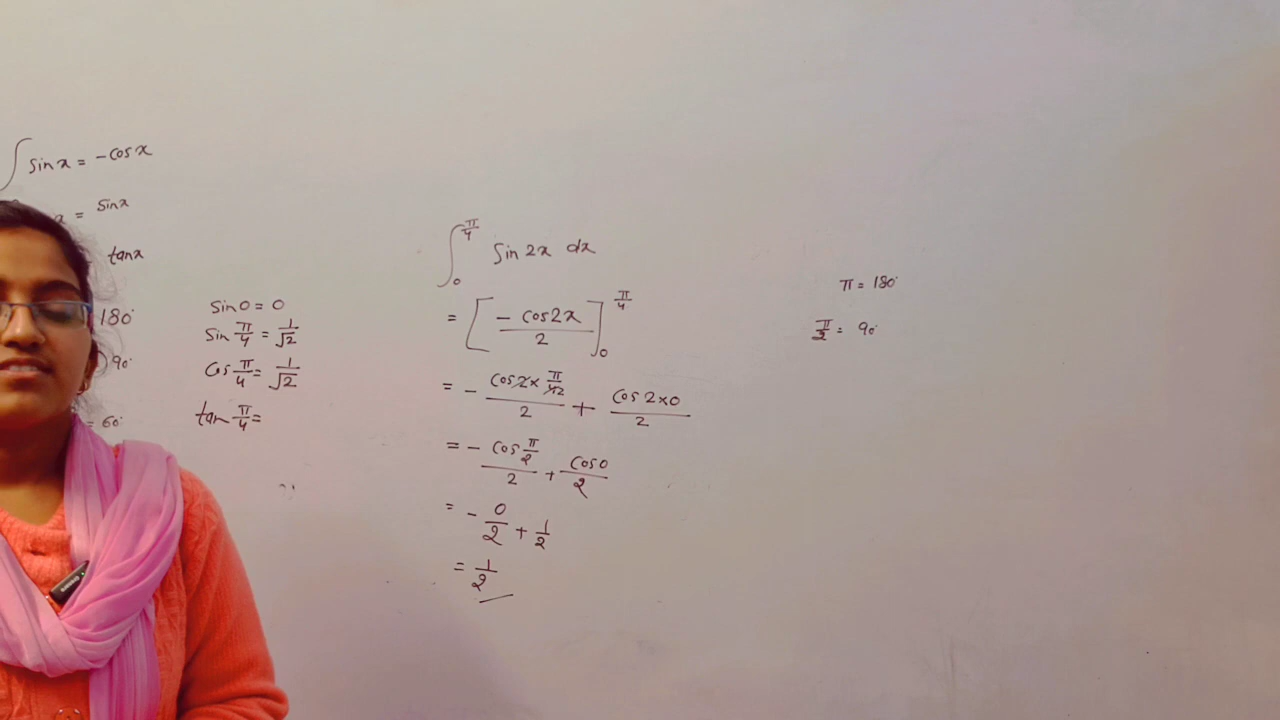 ∫ Sin x = - Cos x
x = Sin x
tan x
180°
90°
= 60°
Sin 0 = 0
Sin π/4 = 1/√2
Cos π/4 = 1/√2
tan π/4 =
∫₀^(π/4) Sin 2x dx
= [- Cos 2x / 2]₀^(π/4)
= - Cos 2 × π/4 2 / 2 + Cos 2×0 / 2
= - Cos π/2 / 2 + Cos 0 / 2
= - 0/2 + 1/2
= 1/2
π = 180°
π/2 = 90